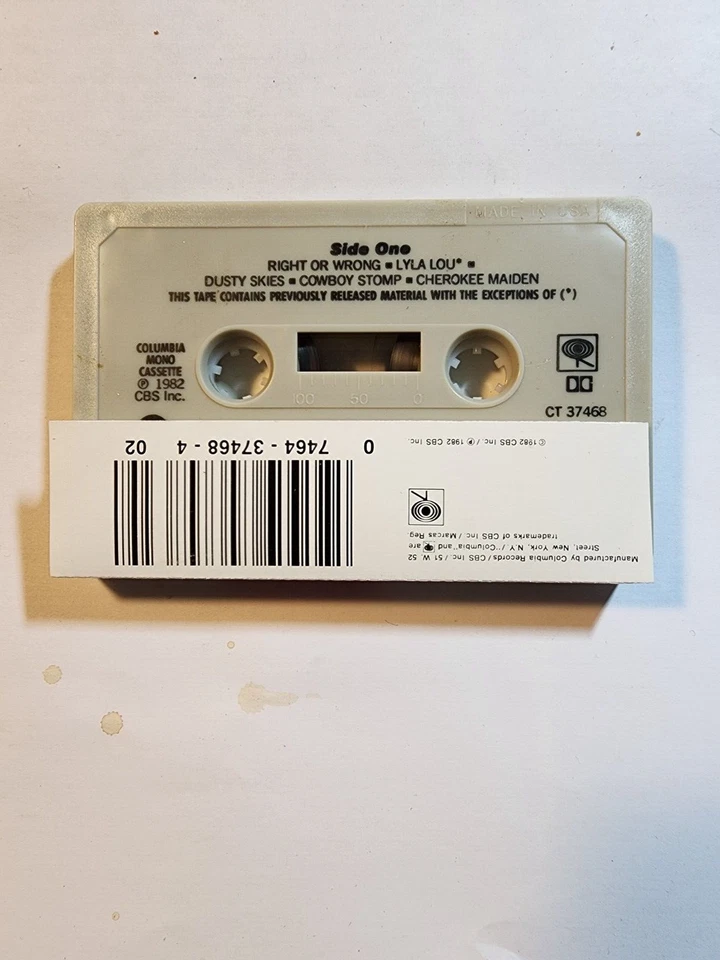 MADE IN USA
Side One
RIGHT OR WRONG ■ LYLA LOU* ■
DUSTY SKIES ■ COWBOY STOMP ■ CHEROKEE MAIDEN
THIS TAPE CONTAINS PREVIOUSLY RELEASED MATERIAL WITH THE EXCEPTIONS OF (*)
COLUMBIA
MONO
CASSETTE
℗ 1982
CBS Inc.
100 50 0
CT 37468
Manufactured by Columbia Records / CBS Inc. / 51 W. 52
Street, New York, N.Y. / "Columbia" and are
trademarks of CBS Inc. / Marcas Reg.
© 1982 CBS Inc. / ℗ 1982 CBS Inc.
0 7464-37468-4 02